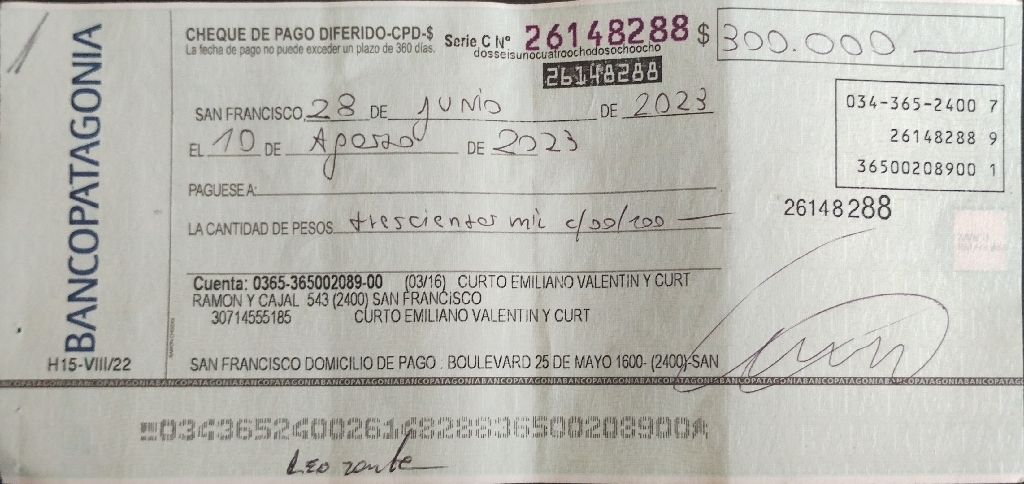 BANCOPATAGONIA
H15-VIII/22
CHEQUE DE PAGO DIFERIDO-CPD-$
La fecha de pago no puede exceder un plazo de 360 días.
Serie C Nº 26148288 $ 300.000
dosseisunocuatroochodosochoocho
26148288
SAN FRANCISCO, 28 DE Junio DE 2023
EL 10 DE Agosto DE 2023
034-365-2400 7
26148288 9
36500208900 1
PAGUESE A:
LA CANTIDAD DE PESOS trescientos mil c/00/100
26148288
Cuenta: 0365-365002089-00 (03/16) CURTO EMILIANO VALENTIN Y CURT
RAMON Y CAJAL 543 (2400) SAN FRANCISCO
30714555185 CURTO EMILIANO VALENTIN Y CURT
SAN FRANCISCO DOMICILIO DE PAGO : BOULEVARD 25 DE MAYO 1600- (2400)-SAN
BANCOPATAGONIABANCOPATAGONIABANCOPATAGONIABANCOPATAGONIABANCOPATAGONIA
03436524002614828836500208900
Leo